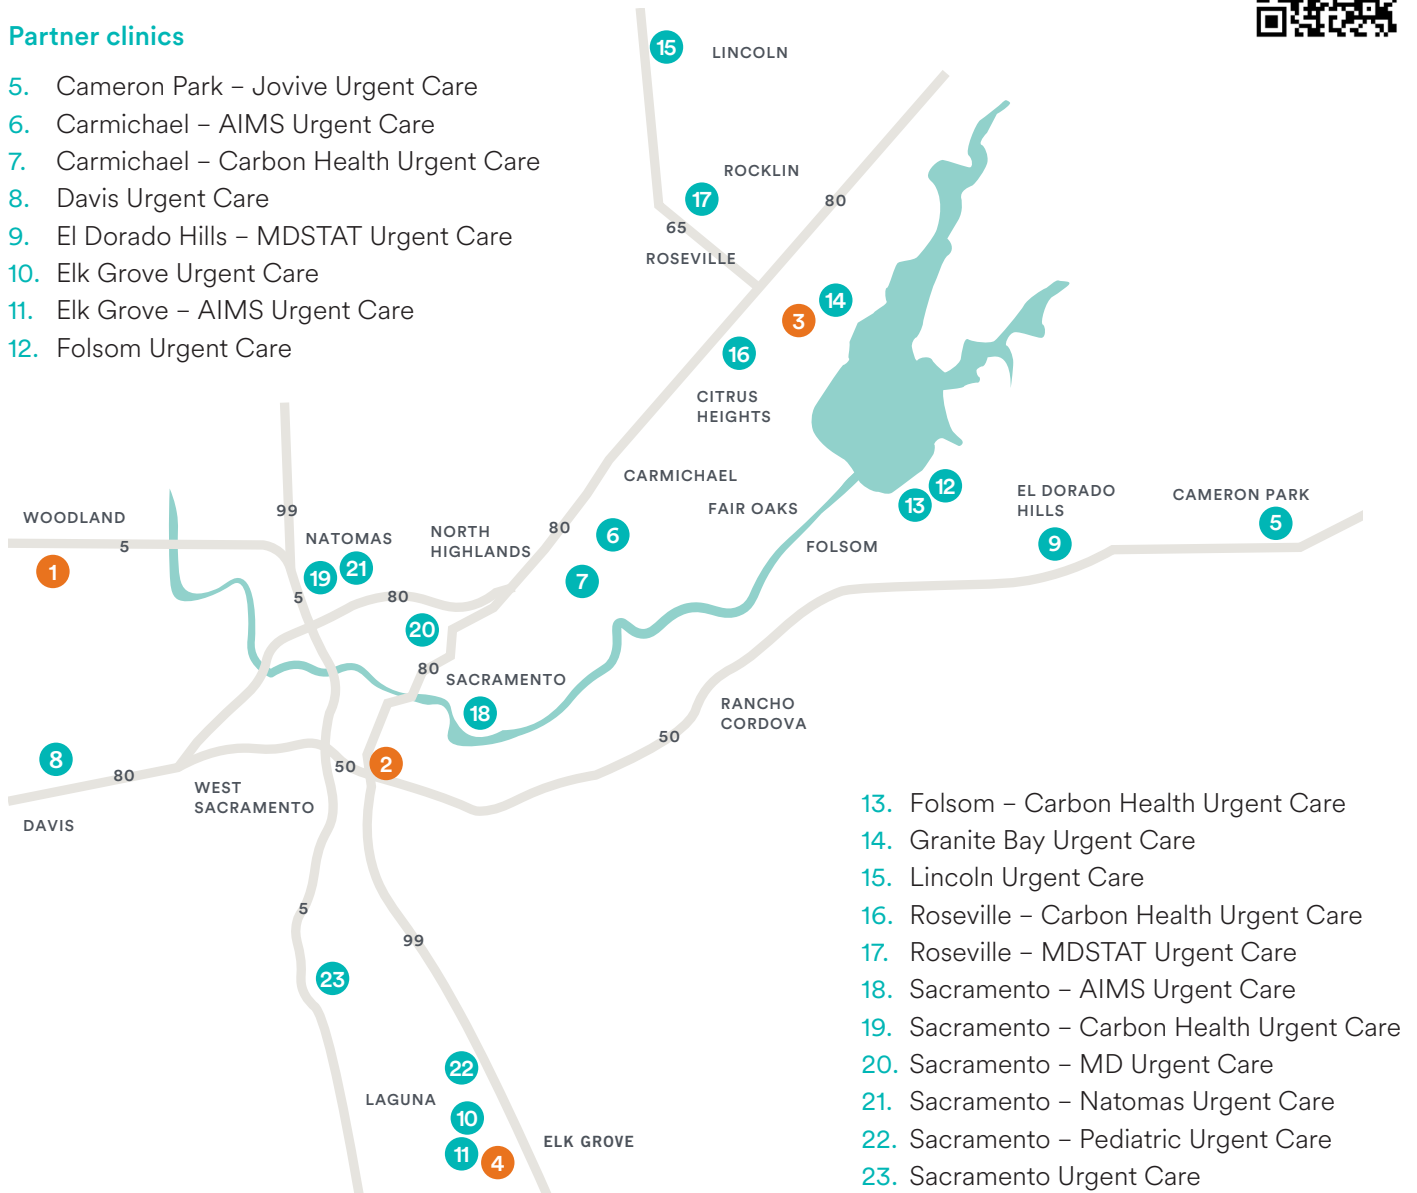 Partner clinics
5. Cameron Park – Jovive Urgent Care
6. Carmichael – AIMS Urgent Care
7. Carmichael – Carbon Health Urgent Care
8. Davis Urgent Care
9. El Dorado Hills – MDSTAT Urgent Care
10. Elk Grove Urgent Care
11. Elk Grove – AIMS Urgent Care
12. Folsom Urgent Care
15
LINCOLN
ROCKLIN
17
80
65
ROSEVILLE
14
3
16
CITRUS
HEIGHTS
CARMICHAEL
FAIR OAKS
12
13
EL DORADO
HILLS
CAMERON PARK
5
9
FOLSOM
WOODLAND
5
1
99
NATOMAS
19
21
NORTH
HIGHLANDS
80
6
7
5
80
20
80
SACRAMENTO
18
RANCHO
CORDOVA
50
8
80
DAVIS
WEST
SACRAMENTO
50
2
5
99
23
22
LAGUNA
10
11
4
ELK GROVE
13. Folsom – Carbon Health Urgent Care
14. Granite Bay Urgent Care
15. Lincoln Urgent Care
16. Roseville – Carbon Health Urgent Care
17. Roseville – MDSTAT Urgent Care
18. Sacramento – AIMS Urgent Care
19. Sacramento – Carbon Health Urgent Care
20. Sacramento – MD Urgent Care
21. Sacramento – Natomas Urgent Care
22. Sacramento – Pediatric Urgent Care
23. Sacramento Urgent Care